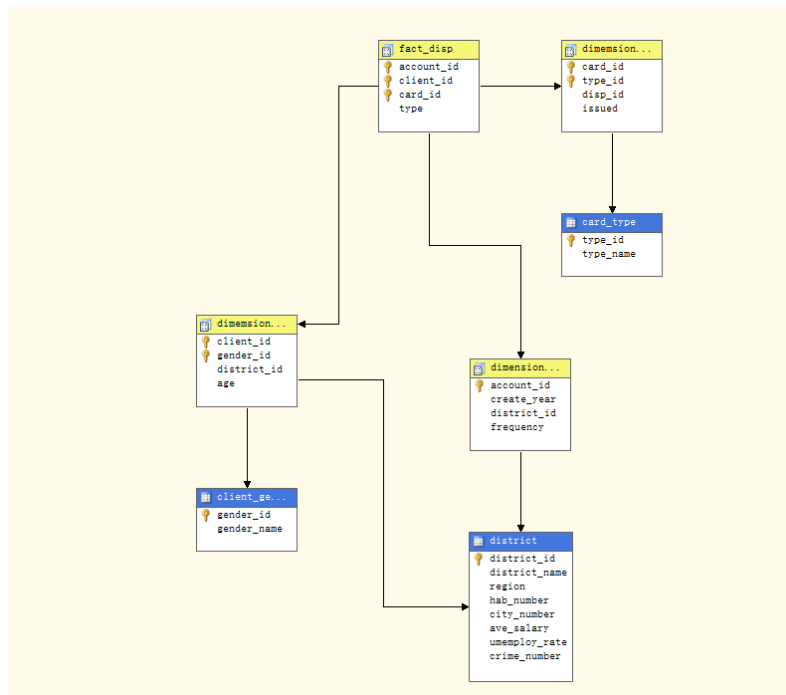 fact_disp
account_id
client_id
card_id
type
dimemsion...
card_id
type_id
disp_id
issued
card_type
type_id
type_name
dimemsion...
client_id
gender_id
district_id
age
dimension...
account_id
create_year
district_id
frequency
client_ge...
gender_id
gender_name
district
district_id
district_name
region
hab_number
city_number
ave_salary
umemploy_rate
crime_number